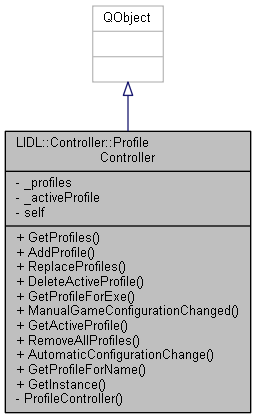 QObject
LIDL::Controller::Profile
Controller
- _profiles
- _activeProfile
- self
+ GetProfiles()
+ AddProfile()
+ ReplaceProfiles()
+ DeleteActiveProfile()
+ GetProfileForExe()
+ ManualGameConfigurationChanged()
+ GetActiveProfile()
+ RemoveAllProfiles()
+ AutomaticConfigurationChange()
+ GetProfileForName()
+ GetInstance()
- ProfileController()